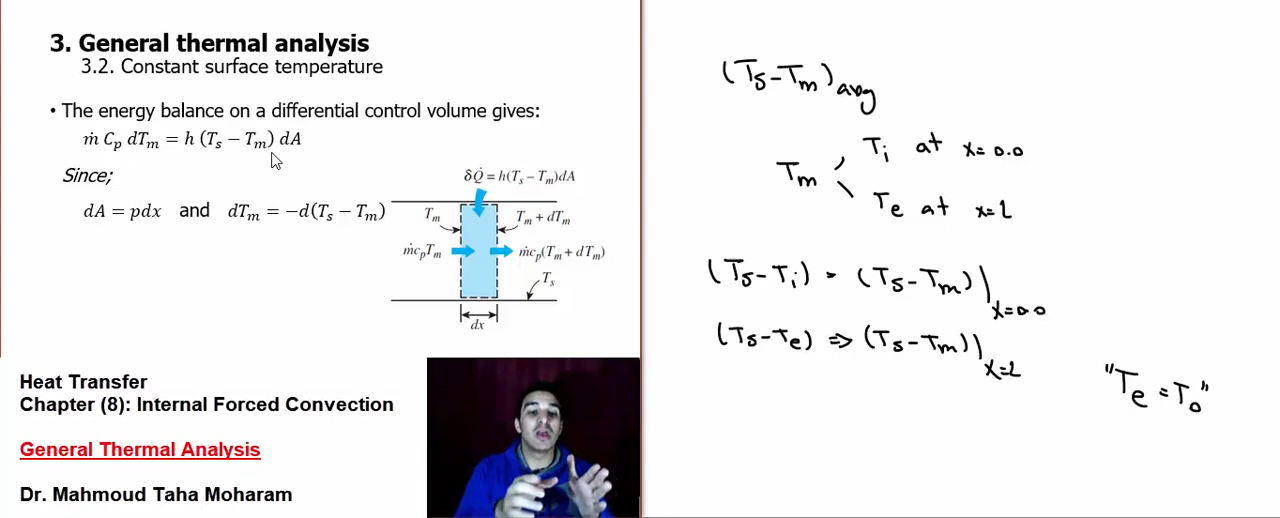 3. General thermal analysis
3.2. Constant surface temperature
• The energy balance on a differential control volume gives:
ṁ Cₚ dTₘ = h (Tₛ − Tₘ) dA
Since;
dA = pdx and dTₘ = −d(Tₛ − Tₘ)
δQ̇ = h(Tₛ − Tₘ)dA
Tₘ
Tₘ + dTₘ
ṁcₚTₘ
ṁcₚ(Tₘ + dTₘ)
Tₛ
dx
Heat Transfer
Chapter (8): Internal Forced Convection
General Thermal Analysis
Dr. Mahmoud Taha Moharam
(Tₛ−Tₘ)avg
Tₘ
Tᵢ at x=0.0
Tₑ at x=L
(Tₛ−Tᵢ) = (Tₛ−Tₘ)|x=0.0
(Tₛ−Tₑ) ⇒ (Tₛ−Tₘ))|x=L
"Tₑ = Tₒ"